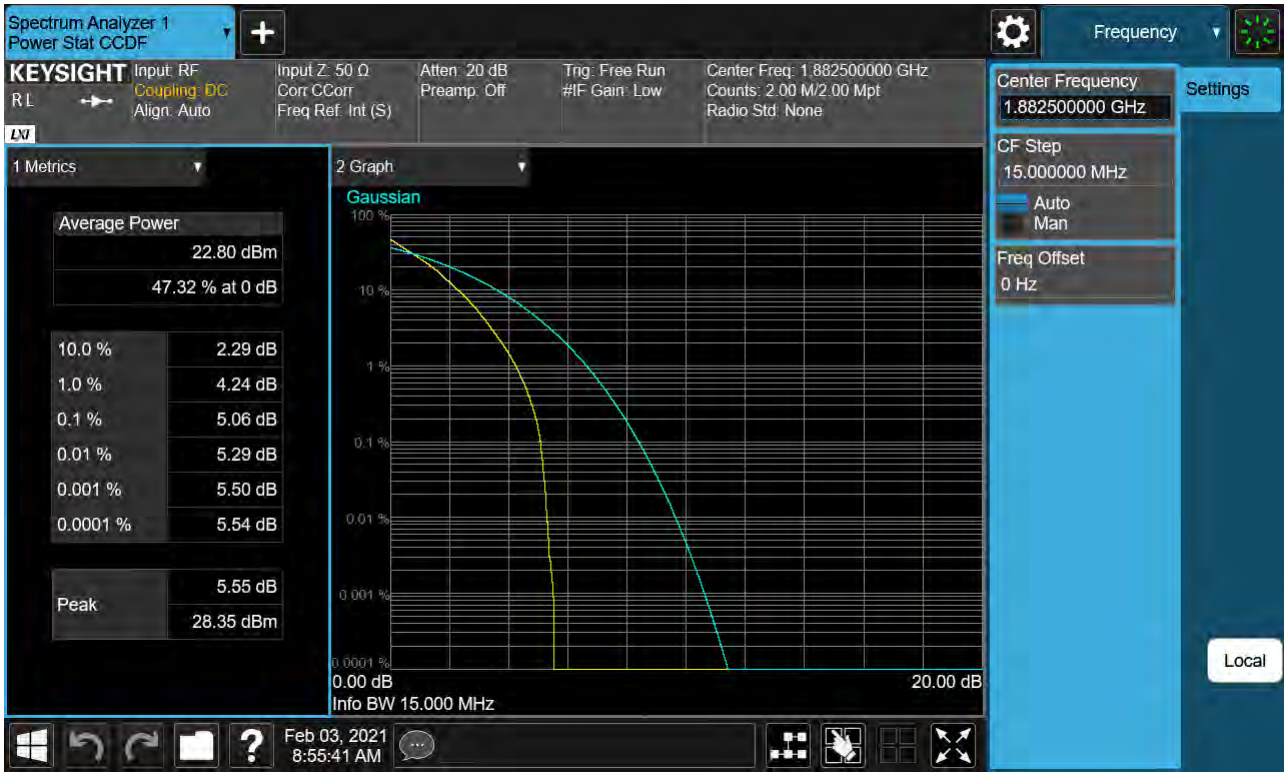 Spectrum Analyzer 1
Power Stat CCDF
+
Frequency
KEYSIGHT
RL
LXI
Input: RF
Coupling: DC
Align: Auto
Input Z: 50 Ω
Corr CCorr
Freq Ref: Int (S)
Atten: 20 dB
Preamp: Off
Trig: Free Run
#IF Gain: Low
Center Freq: 1.882500000 GHz
Counts: 2.00 M/2.00 Mpt
Radio Std: None
1 Metrics
Average Power
22.80 dBm
47.32 % at 0 dB
10.0 % 2.29 dB
1.0 % 4.24 dB
0.1 % 5.06 dB
0.01 % 5.29 dB
0.001 % 5.50 dB
0.0001 % 5.54 dB
Peak
5.55 dB
28.35 dBm
2 Graph
Gaussian
100 %
10 %
1 %
0.1 %
0.01 %
0.001 %
0.0001 %
0.00 dB 20.00 dB
Info BW 15.000 MHz
Center Frequency
1.882500000 GHz
CF Step
15.000000 MHz
Auto
Man
Freq Offset
0 Hz
Settings
Local
?
Feb 03, 2021
8:55:41 AM